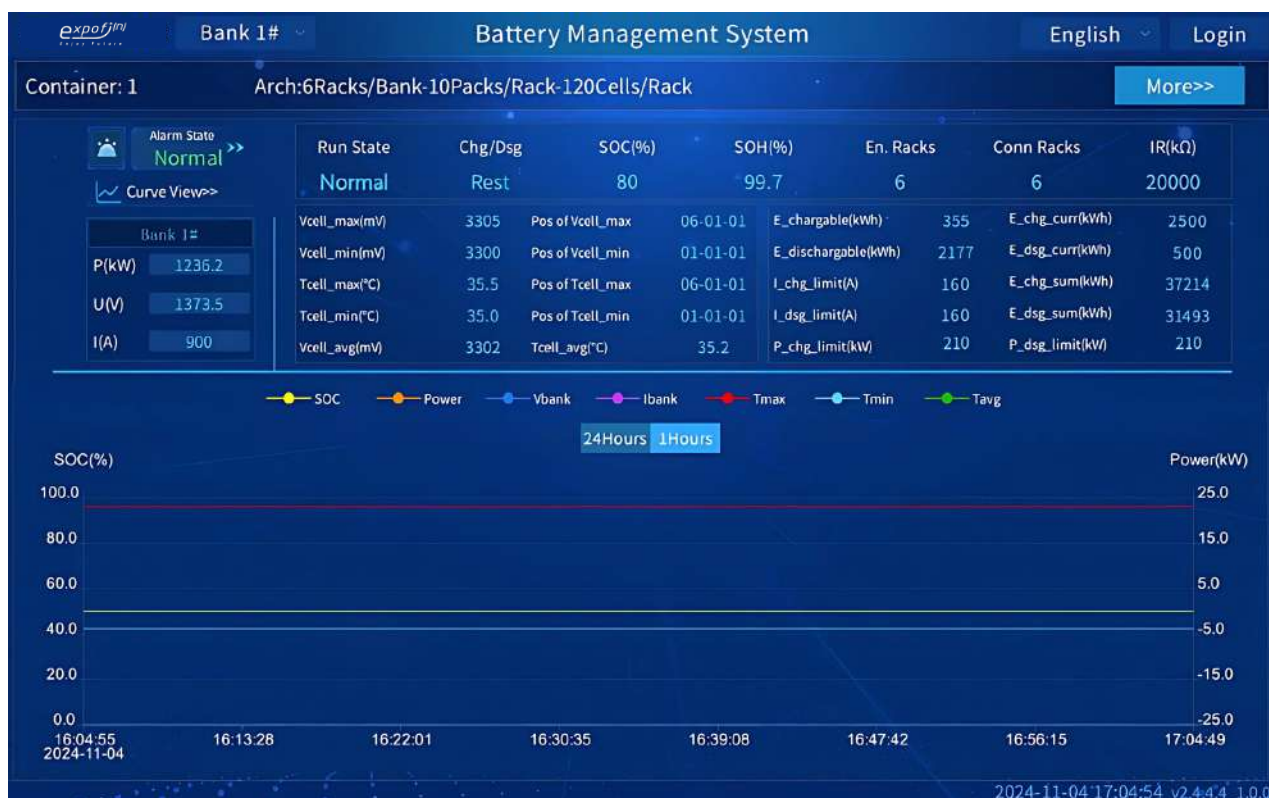 expofjini Bank 1# Battery Management System English Login
Container: 1 Arch:6Racks/Bank-10Packs/Rack-120Cells/Rack More>>
Alarm State
Normal >>
Curve View>>
Run State Chg/Dsg SOC(%) SOH(%) En. Racks Conn Racks IR(kΩ)
Normal Rest 80 99.7 6 6 20000
Bank 1#
P(kW) 1236.2
U(V) 1373.5
I(A) 900
Vcell_max(mV) 3305 Pos of Vcell_max 06-01-01 E_chargable(kWh) 355 E_chg_curr(kWh) 2500
Vcell_min(mV) 3300 Pos of Vcell_min 01-01-01 E_dischargable(kWh) 2177 E_dsg_curr(kWh) 500
Tcell_max(°C) 35.5 Pos of Tcell_max 06-01-01 I_chg_limit(A) 160 E_chg_sum(kWh) 37214
Tcell_min(°C) 35.0 Pos of Tcell_min 01-01-01 I_dsg_limit(A) 160 E_dsg_sum(kWh) 31493
Vcell_avg(mV) 3302 Tcell_avg(°C) 35.2 P_chg_limit(kW) 210 P_dsg_limit(kW) 210
SOC Power Vbank Ibank Tmax Tmin Tavg
24Hours 1Hours
SOC(%) Power(kW)
100.0 25.0
80.0 15.0
60.0 5.0
40.0 -5.0
20.0 -15.0
0.0 -25.0
16:04:55 16:13:28 16:22:01 16:30:35 16:39:08 16:47:42 16:56:15 17:04:49
2024-11-04
2024-11-04 17:04:54 v2.4.4.4 1.0.0